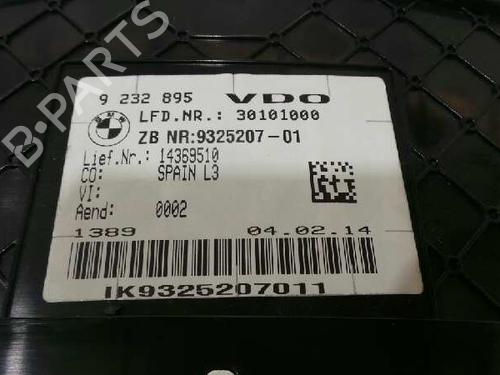 9 232 895 VDO
BMW
LFD.NR.: 30101000
ZB NR:9325207-01
Lief.Nr.: 14369510
CO: SPAIN L3
VI:
Aend: 0002
1389 04.02.14
IK9325207011